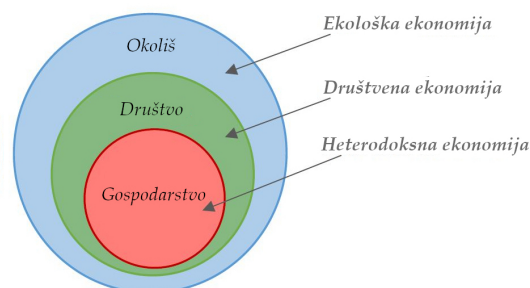 Okoliš
Ekološka ekonomija
Društvo
Društvena ekonomija
Heterodoksna ekonomija
Gospodarstvo